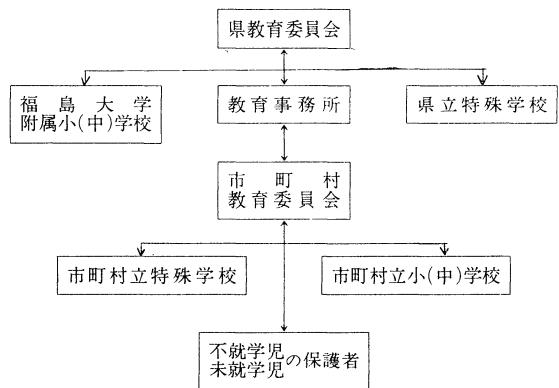 県教育委員会
福島大学
附属小(中)学校
教育事務所
県立特殊学校
市町村
教育委員会
市町村立特殊学校
市町村立小(中)学校
不就学児
未就学児
の保護者